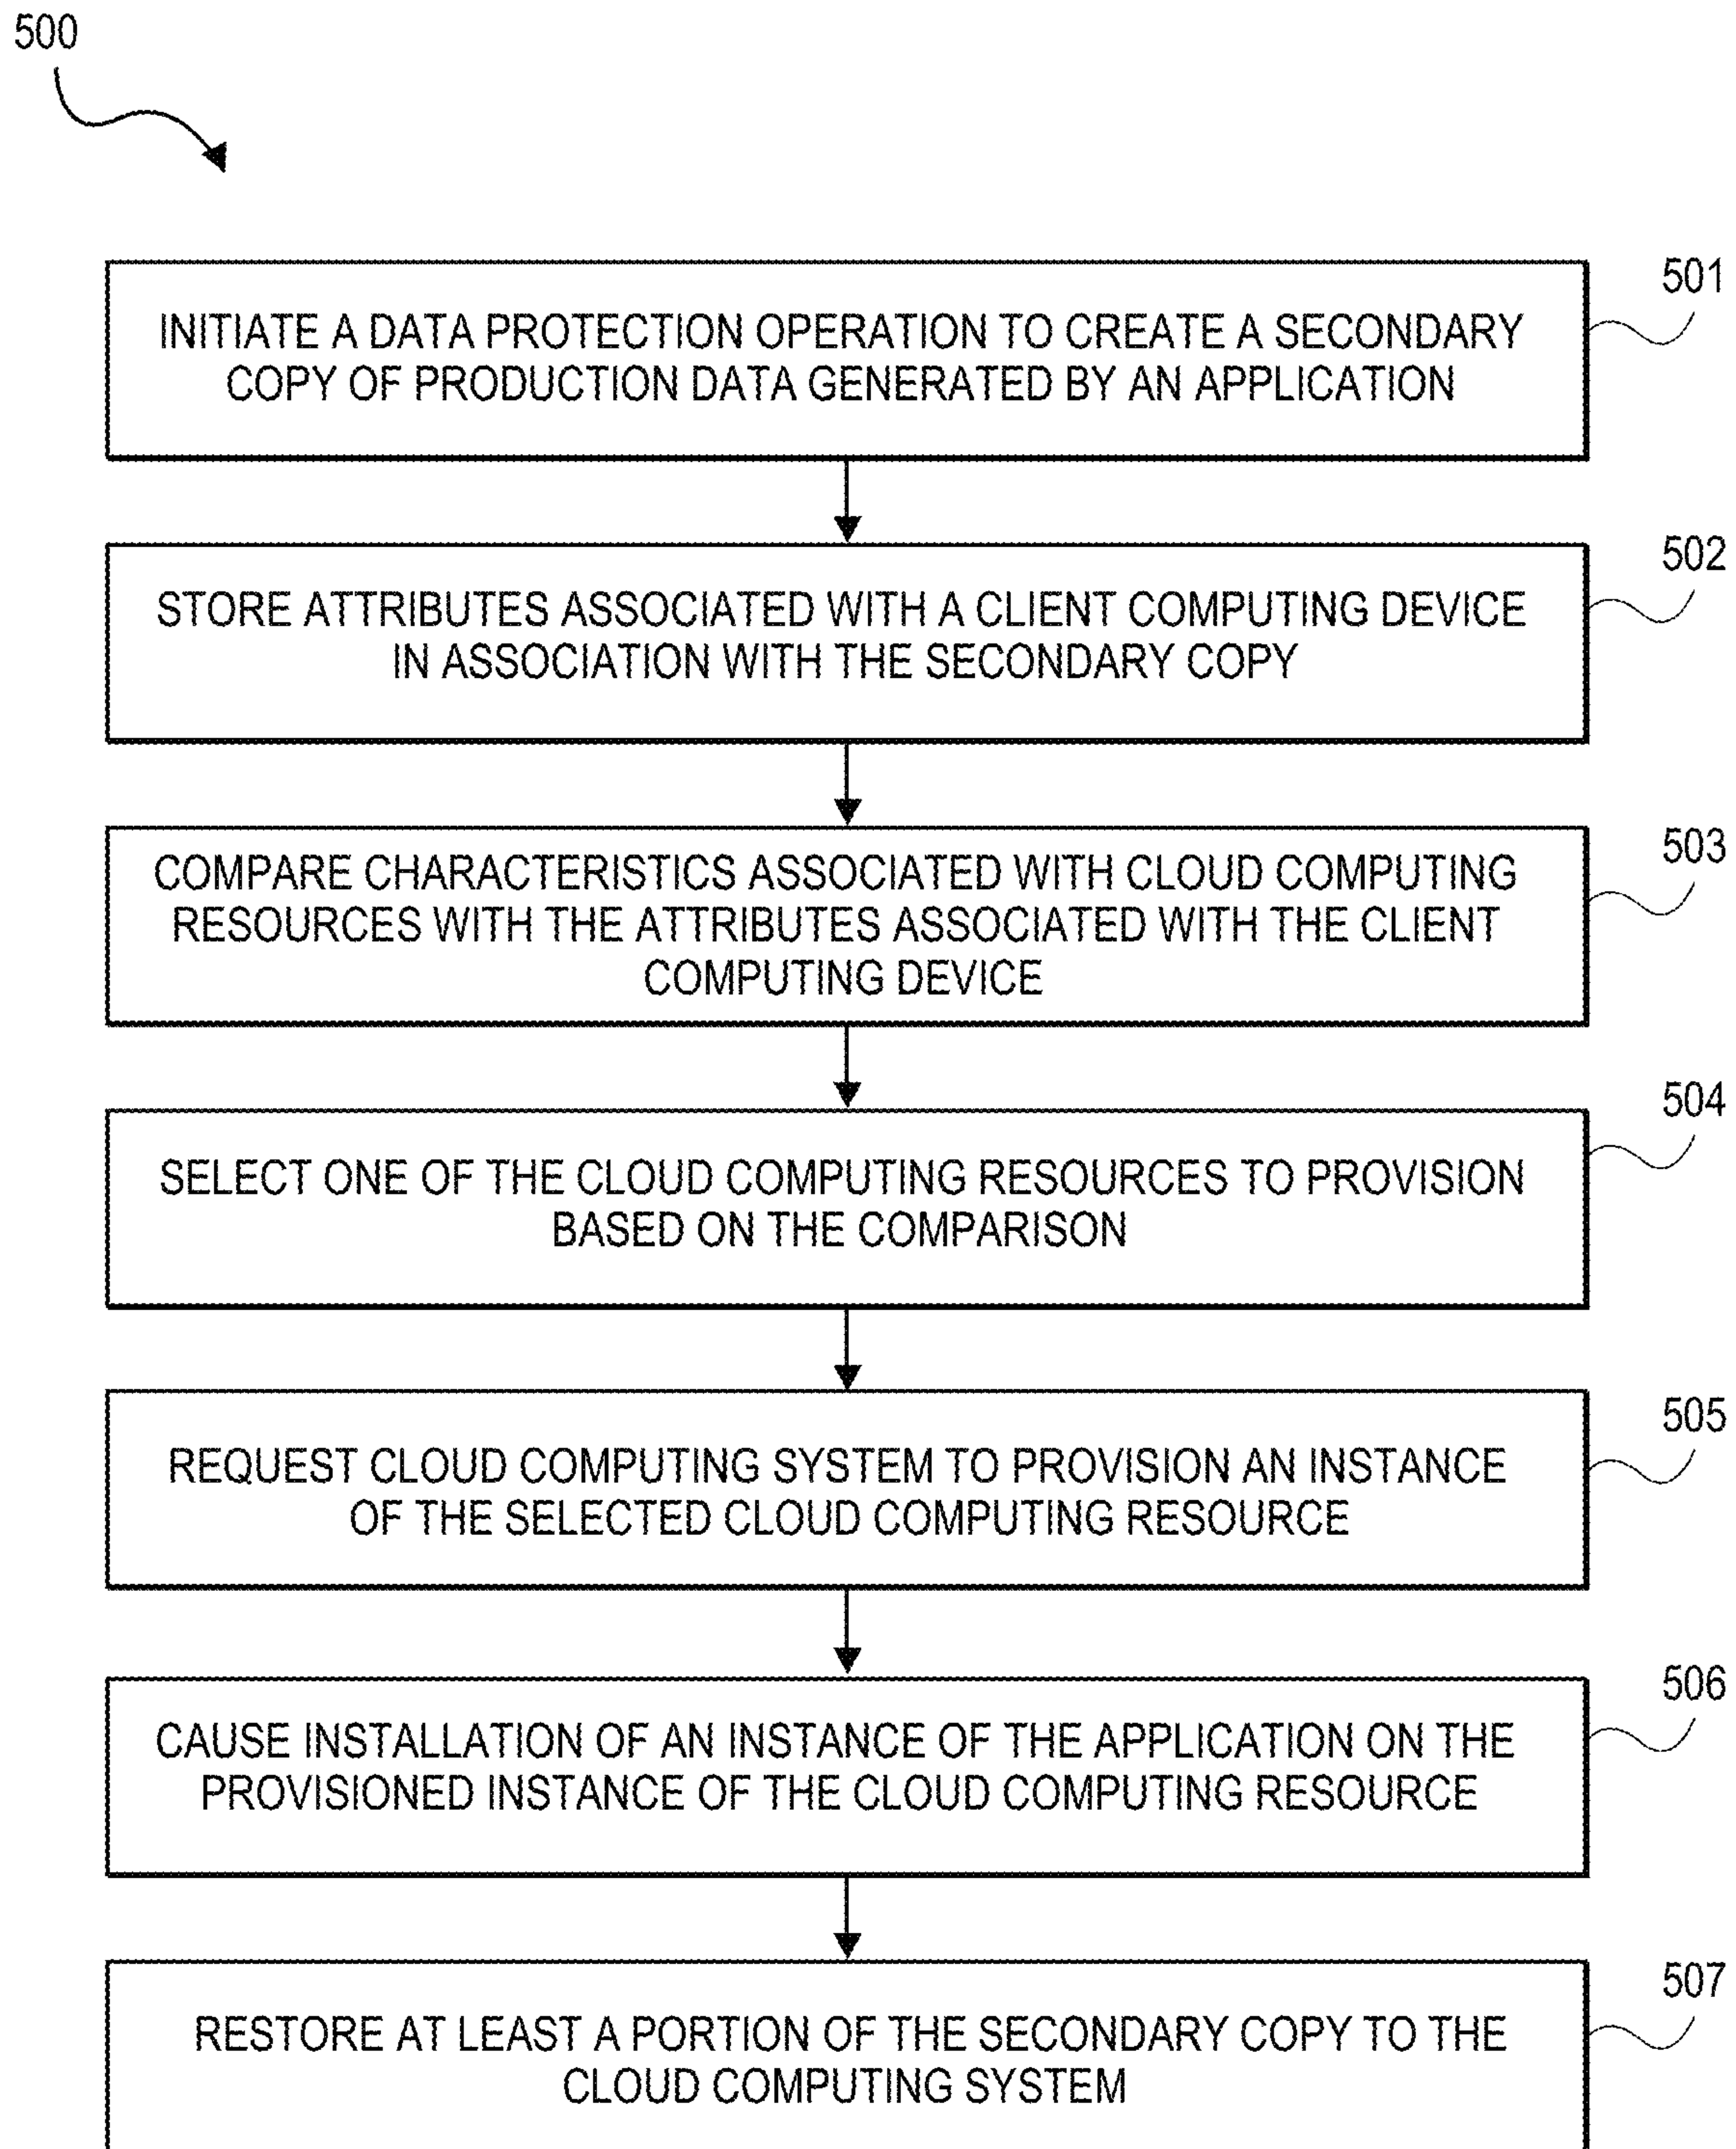 500
501
INITIATE A DATA PROTECTION OPERATION TO CREATE A SECONDARY
COPY OF PRODUCTION DATA GENERATED BY AN APPLICATION
502
STORE ATTRIBUTES ASSOCIATED WITH A CLIENT COMPUTING DEVICE
IN ASSOCIATION WITH THE SECONDARY COPY
503
COMPARE CHARACTERISTICS ASSOCIATED WITH CLOUD COMPUTING
RESOURCES WITH THE ATTRIBUTES ASSOCIATED WITH THE CLIENT
COMPUTING DEVICE
504
SELECT ONE OF THE CLOUD COMPUTING RESOURCES TO PROVISION
BASED ON THE COMPARISON
505
REQUEST CLOUD COMPUTING SYSTEM TO PROVISION AN INSTANCE
OF THE SELECTED CLOUD COMPUTING RESOURCE
506
CAUSE INSTALLATION OF AN INSTANCE OF THE APPLICATION ON THE
PROVISIONED INSTANCE OF THE CLOUD COMPUTING RESOURCE
507
RESTORE AT LEAST A PORTION OF THE SECONDARY COPY TO THE
CLOUD COMPUTING SYSTEM